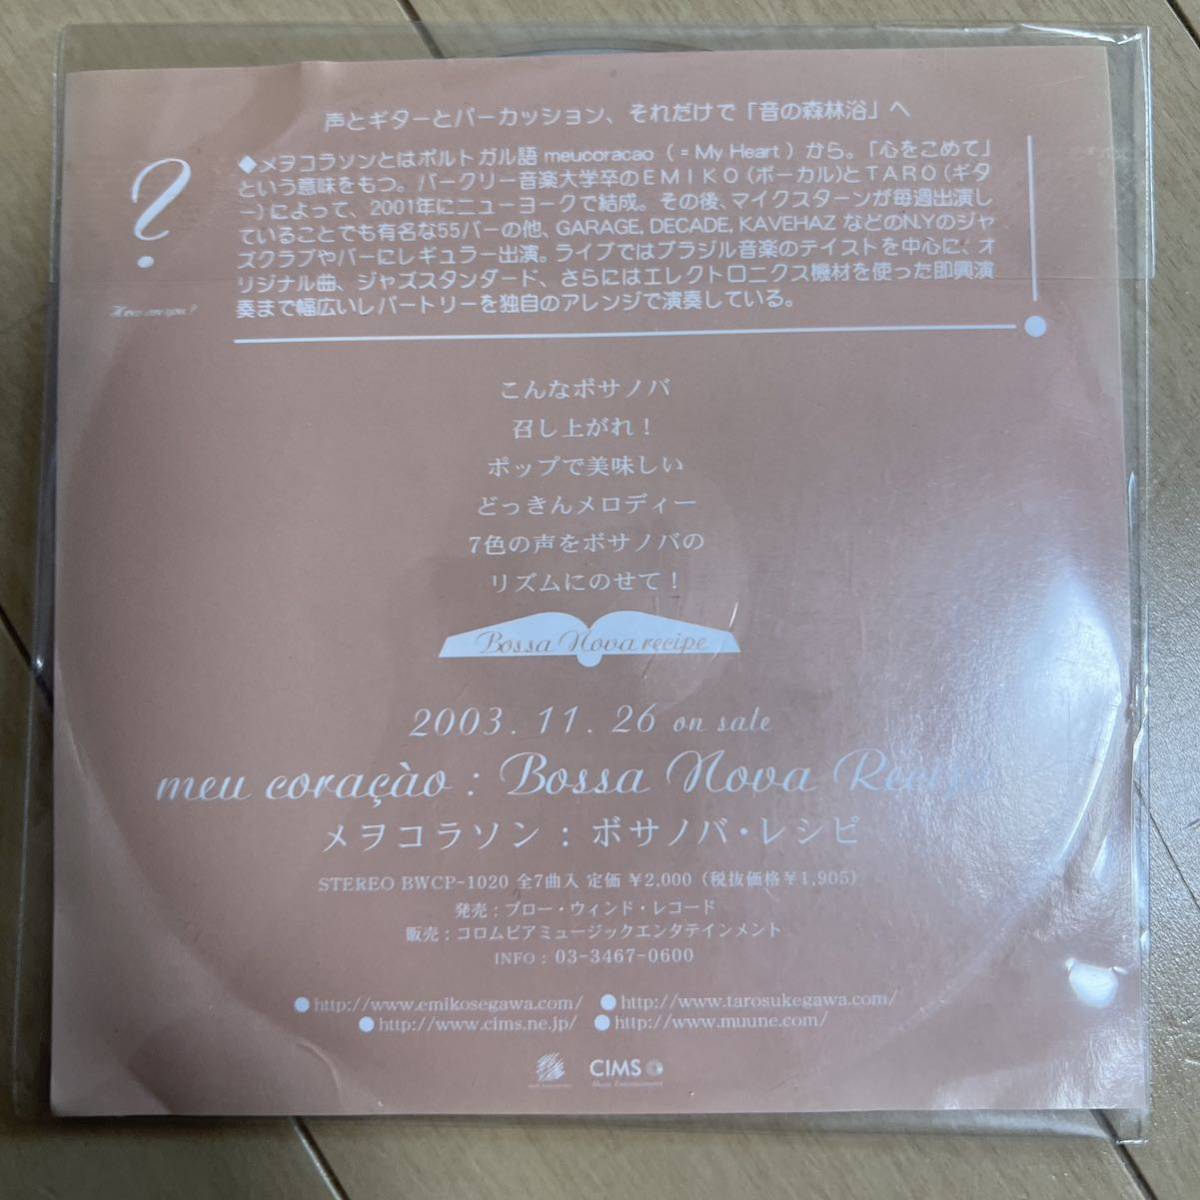 声とギターとパーカッション、それだけで「音の森林浴」へ
◆メヲコラソンとはポルトガル語 meucoracao (=My Heart) から。「心をこめて」
という意味をもつ。バークリー音楽大学卒のEMIKO(ボーカル)とTARO(ギタ
ー)によって、2001年にニューヨークで結成。その後、マイクスターンが毎週出演し
ていることでも有名な55バーの他、GARAGE, DECADE, KAVEHAZ などのN.Yのジャ
ズクラブやバーにレギュラー出演。ライブではブラジル音楽のテイストを中心に、オ
リジナル曲、ジャズスタンダード、さらにはエレクトロニクス機材を使った即興演
奏まで幅広いレパートリーを独自のアレンジで演奏している。
?
How are you?
こんなボサノバ
召し上がれ!
ポップで美味しい
どっきんメロディー
7色の声をボサノバの
リズムにのせて!
Bossa Nova recipe
2003. 11. 26 on sale
meu coraçào : Bossa Nova Recipe
メヲコラソン : ボサノバ・レシピ
STEREO BWCP-1020 全7曲入 定価 ¥2,000 (税抜価格¥1,905)
発売 : ブロー・ウィンド・レコード
販売 : コロムビアミュージックエンタテインメント
INFO : 03-3467-0600
●http://www.emikosegawa.com/ ●http://www.tarosukegawa.com/
●http://www.cims.ne.jp/ ●http://www.muune.com/
CIMS
Music Entertainment